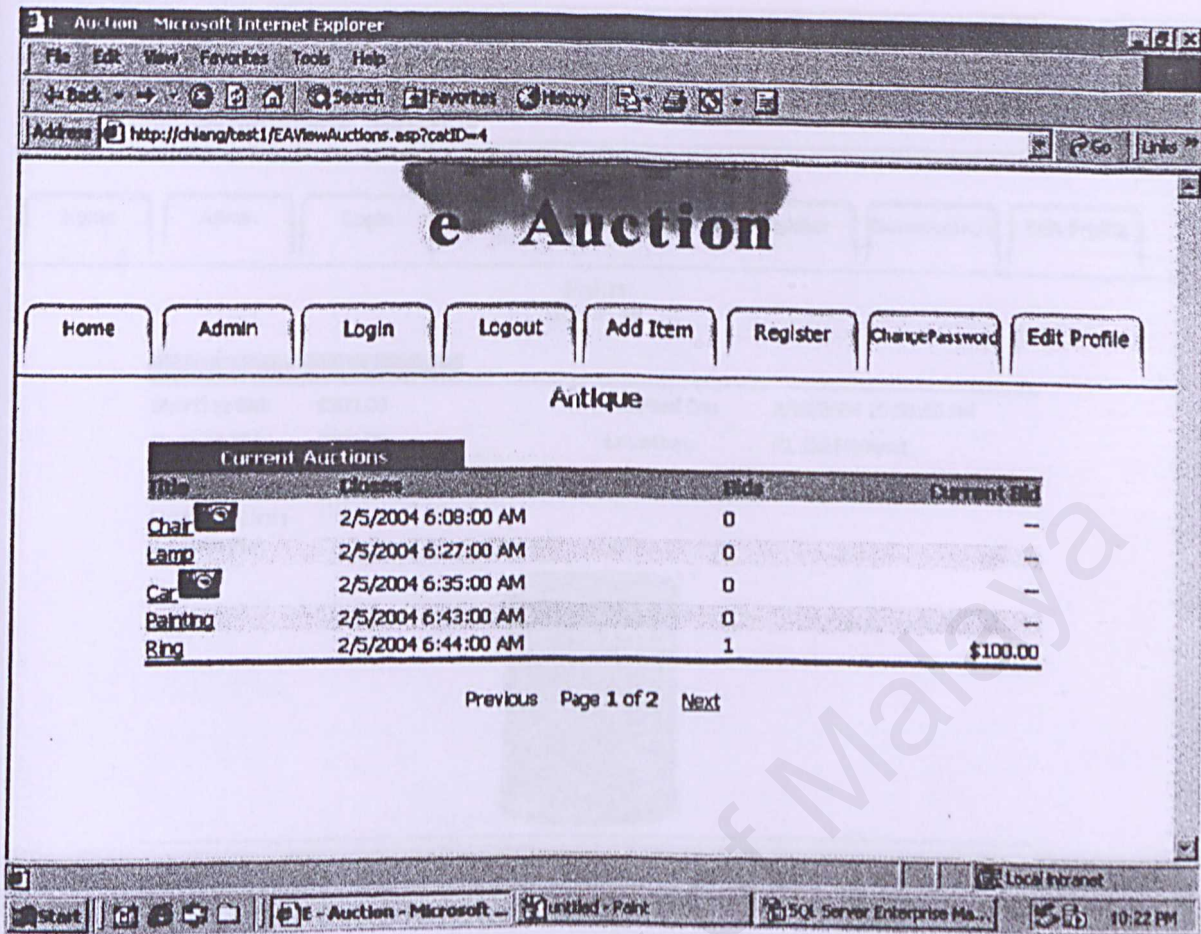 E - Auction - Microsoft Internet Explorer
File Edit View Favorites Tools Help
Back Search Favorites History
Address http://chiang/test1/EAViewAuctions.asp?catID=4 Go Links »
e Auction
Home Admin Login Logout Add Item Register ChangePassword Edit Profile
Antique
Current Auctions
Title Closes Bids Current Bid
Chair 2/5/2004 6:08:00 AM 0 --
Lamp 2/5/2004 6:27:00 AM 0 --
Car 2/5/2004 6:35:00 AM 0 --
Painting 2/5/2004 6:43:00 AM 0 --
Ring 2/5/2004 6:44:00 AM 1 $100.00
Previous Page 1 of 2 Next
Local intranet
Start E - Auction - Microsoft ... untitled - Paint SQL Server Enterprise Ma... 10:22 PM
of Malaya